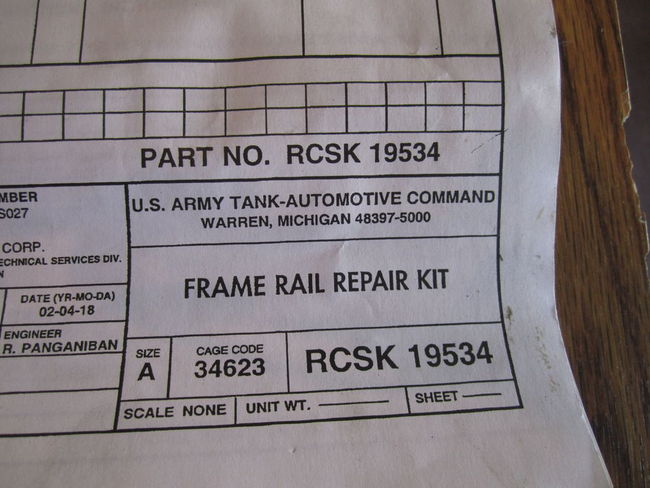 PART NO. RCSK 19534
MBER
S027
CORP.
ECHNICAL SERVICES DIV.
N
DATE (YR-MO-DA)
02-04-18
ENGINEER
R. PANGANIBAN
U.S. ARMY TANK-AUTOMOTIVE COMMAND
WARREN, MICHIGAN 48397-5000
FRAME RAIL REPAIR KIT
SIZE
A
CAGE CODE
34623
RCSK 19534
SCALE NONE
UNIT WT.
SHEET